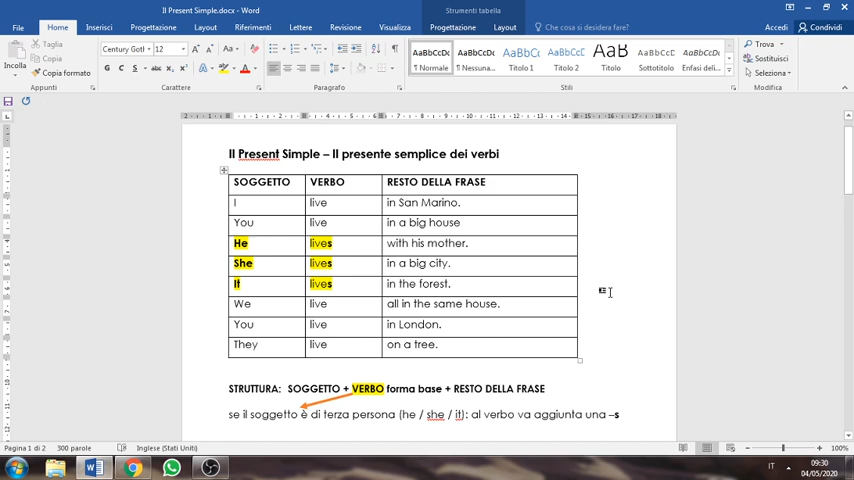 Il Present Simple.docx - Word
Strumenti tabella
File Home Inserisci Progettazione Layout Riferimenti Lettere Revisione Visualizza Progettazione Layout Che cosa si desidera fare? Accedi Condividi
Incolla
Taglia
Copia
Copia formato
Century Gotl 12
Trova
Sostituisci
Seleziona
AaBbCcDc AaBbCcDc AaBbCc AaBbCcD AaB AaBbCcD AaBbCcDc
¶ Normale ¶ Nessuna... Titolo 1 Titolo 2 Titolo Sottotitolo Enfasi deli...
Appunti Carattere Paragrafo Stili Modifica
Il Present Simple – Il presente semplice dei verbi
SOGGETTO VERBO RESTO DELLA FRASE
I live in San Marino.
You live in a big house
He lives with his mother.
She lives in a big city.
It lives in the forest.
We live all in the same house.
You live in London.
They live on a tree.
STRUTTURA: SOGGETTO + VERBO forma base + RESTO DELLA FRASE
se il soggetto è di terza persona (he / she / it): al verbo va aggiunta una –s
Pagina 1 di 2 300 parole Inglese (Stati Uniti) 100%
IT 09:30
04/05/2020